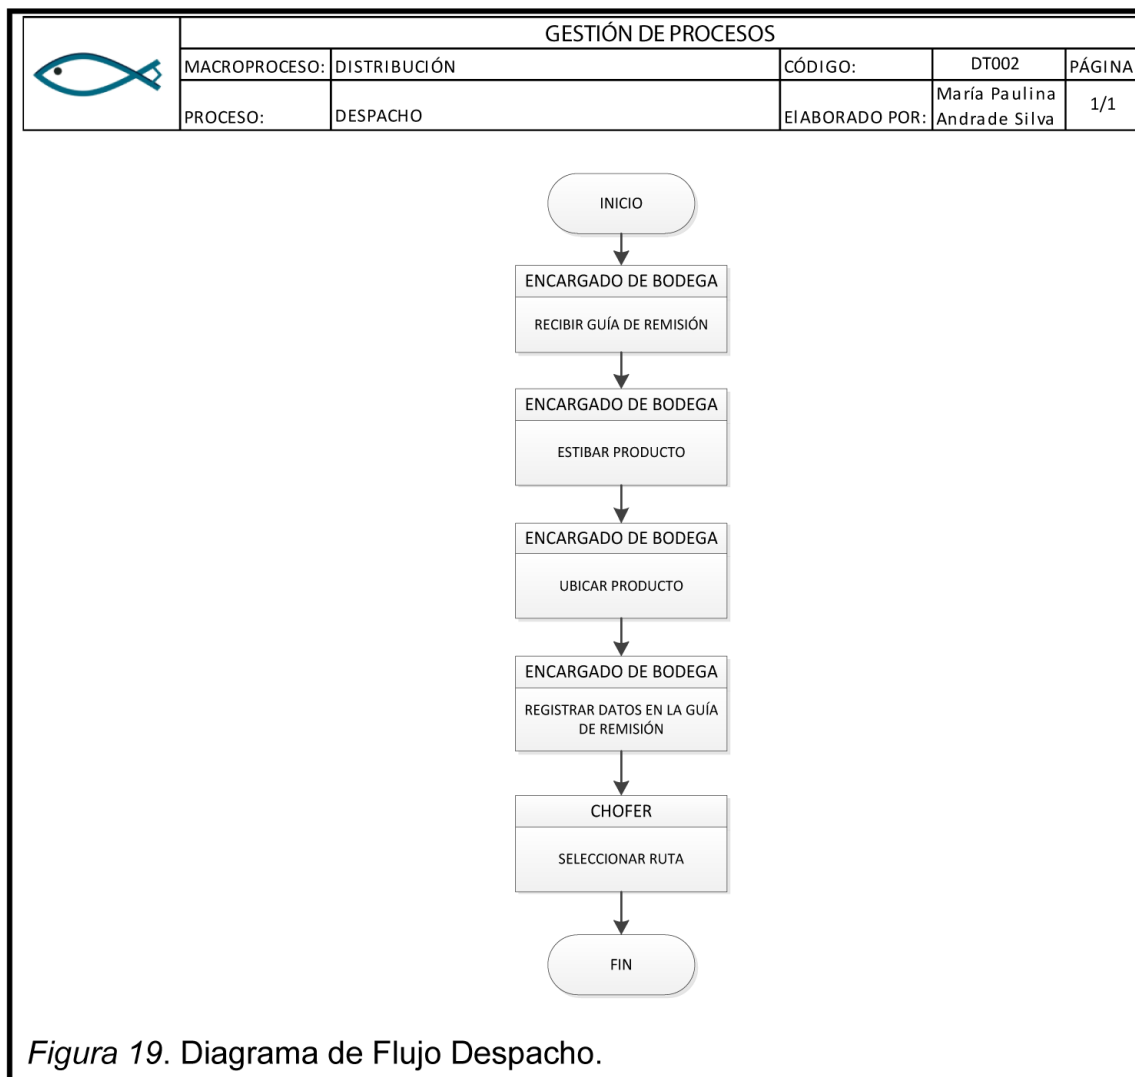 GESTIÓN DE PROCESOS
MACROPROCESO: DISTRIBUCIÓN CÓDIGO: DT002 PÁGINA
PROCESO: DESPACHO ElABORADO POR: María Paulina Andrade Silva 1/1
INICIO
ENCARGADO DE BODEGA
RECIBIR GUÍA DE REMISIÓN
ENCARGADO DE BODEGA
ESTIBAR PRODUCTO
ENCARGADO DE BODEGA
UBICAR PRODUCTO
ENCARGADO DE BODEGA
REGISTRAR DATOS EN LA GUÍA
DE REMISIÓN
CHOFER
SELECCIONAR RUTA
FIN
Figura 19. Diagrama de Flujo Despacho.